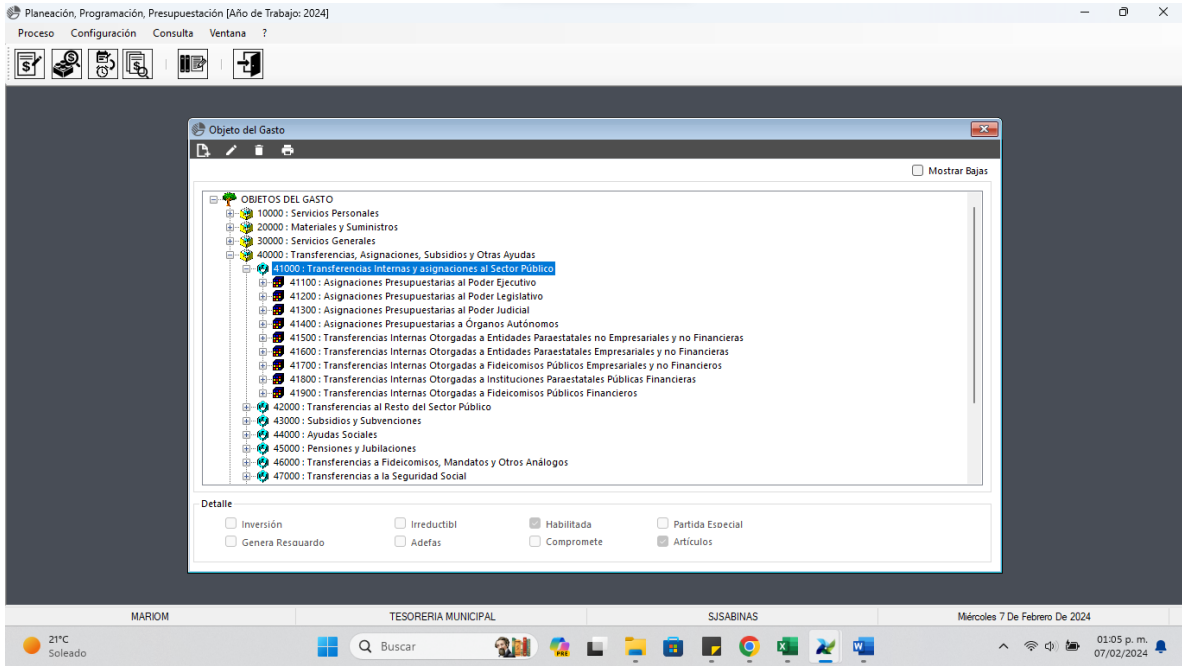 Planeación, Programación, Presupuestación [Año de Trabajo: 2024]
Proceso Configuración Consulta Ventana ?
Objeto del Gasto
Mostrar Bajas
OBJETOS DEL GASTO
10000 : Servicios Personales
20000 : Materiales y Suministros
30000 : Servicios Generales
40000 : Transferencias, Asignaciones, Subsidios y Otras Ayudas
41000 : Transferencias Internas y asignaciones al Sector Público
41100 : Asignaciones Presupuestarias al Poder Ejecutivo
41200 : Asignaciones Presupuestarias al Poder Legislativo
41300 : Asignaciones Presupuestarias al Poder Judicial
41400 : Asignaciones Presupuestarias a Órganos Autónomos
41500 : Transferencias Internas Otorgadas a Entidades Paraestatales no Empresariales y no Financieras
41600 : Transferencias Internas Otorgadas a Entidades Paraestatales Empresariales y no Financieras
41700 : Transferencias Internas Otorgadas a Fideicomisos Públicos Empresariales y no Financieros
41800 : Transferencias Internas Otorgadas a Instituciones Paraestatales Públicas Financieras
41900 : Transferencias Internas Otorgadas a Fideicomisos Públicos Financieros
42000 : Transferencias al Resto del Sector Público
43000 : Subsidios y Subvenciones
44000 : Ayudas Sociales
45000 : Pensiones y Jubilaciones
46000 : Transferencias a Fideicomisos, Mandatos y Otros Análogos
47000 : Transferencias a la Seguridad Social
Detalle
Inversión Irreductibl Habilitada Partida Especial
Genera Resguardo Adefas Compromete Artículos
MARIOM TESORERIA MUNICIPAL SJSABINAS Miércoles 7 De Febrero De 2024
21°C
Soleado
Buscar
PRE
01:05 p. m.
07/02/2024